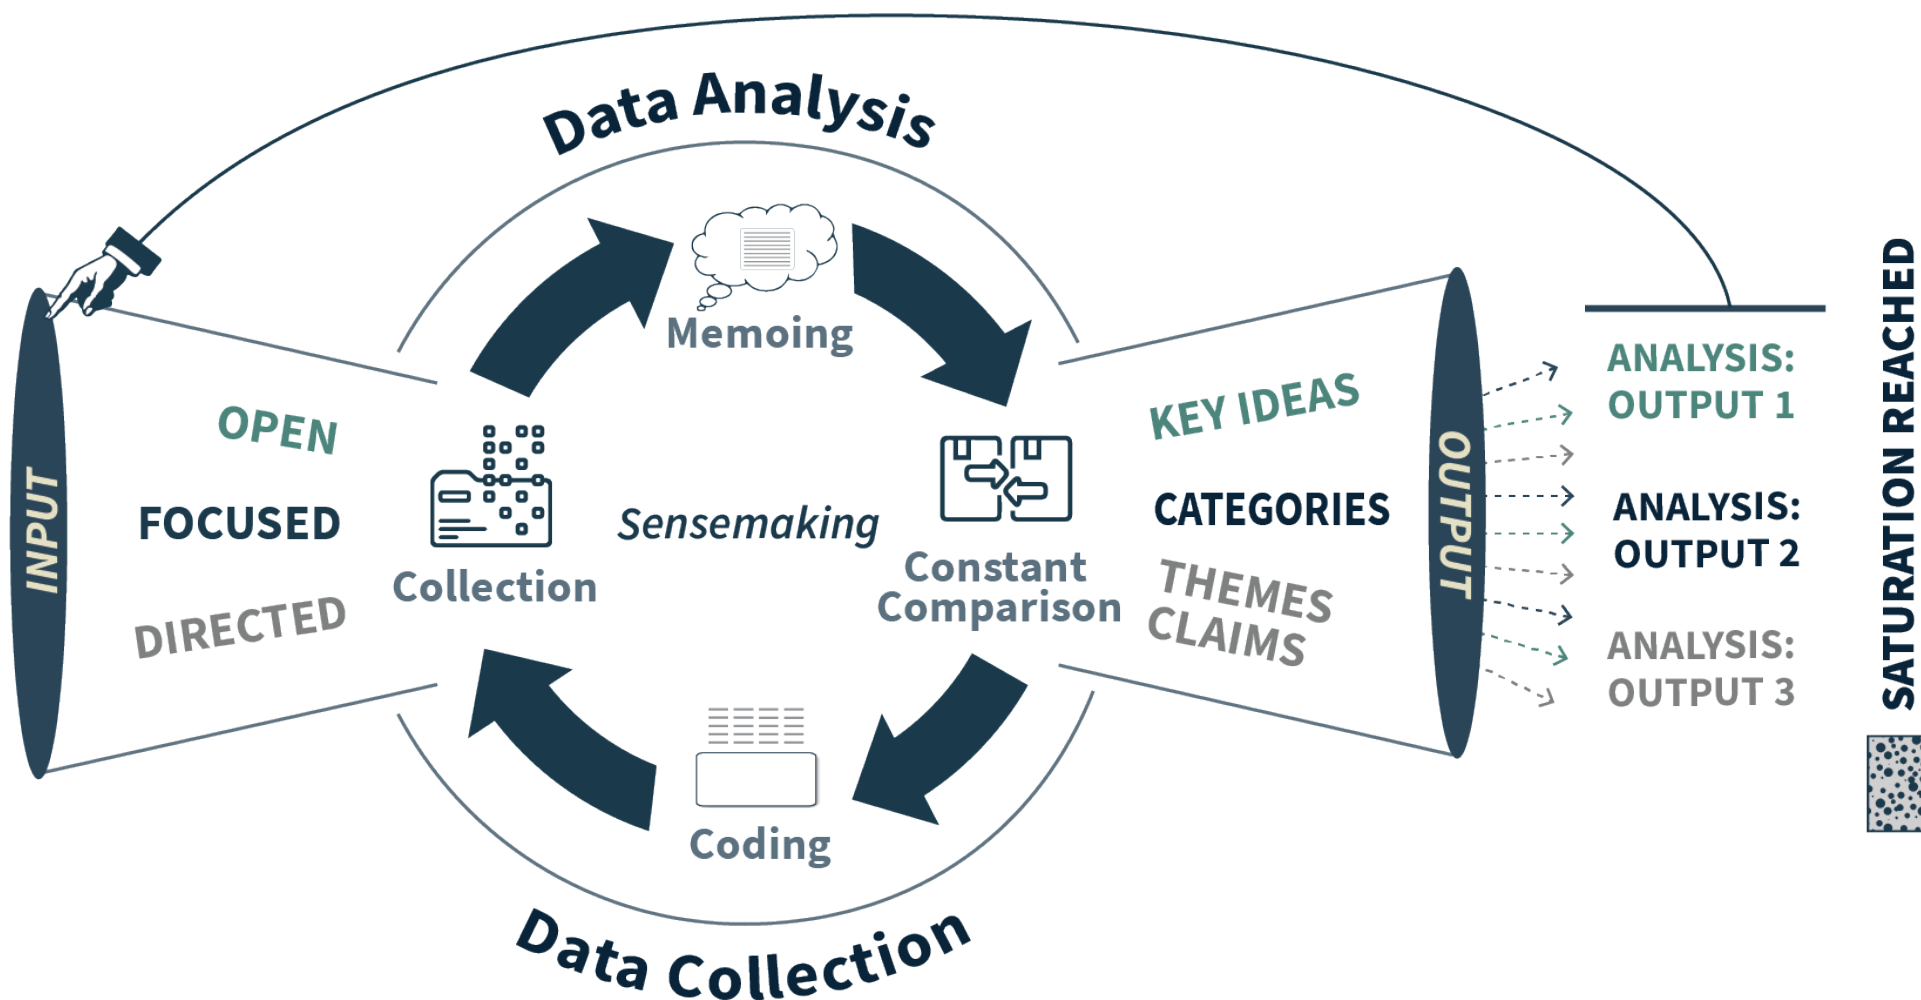 Data Analysis
INPUT
OPEN
FOCUSED
DIRECTED
Memoing
Collection
Sensemaking
Constant
Comparison
Coding
Data Collection
KEY IDEAS
CATEGORIES
THEMES
CLAIMS
OUTPUT
ANALYSIS:
OUTPUT 1
ANALYSIS:
OUTPUT 2
ANALYSIS:
OUTPUT 3
SATURATION REACHED